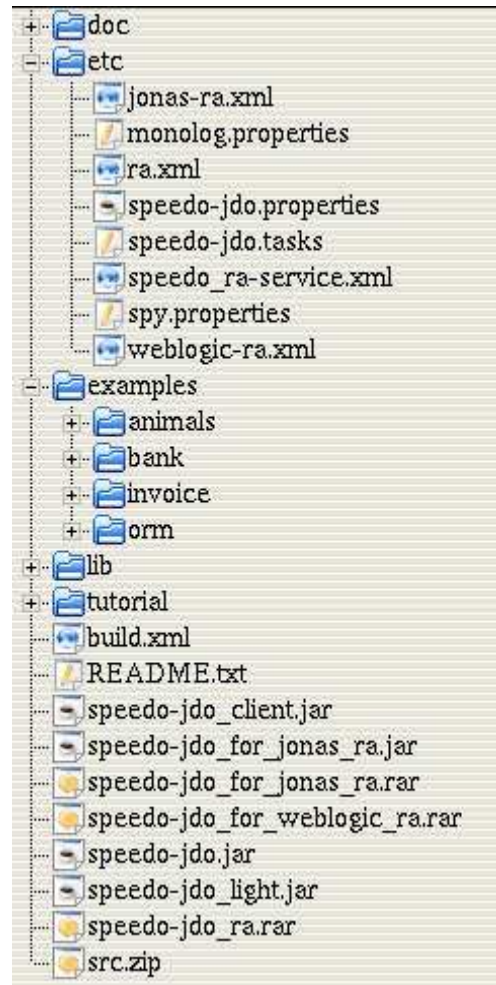 doc
etc
jonas-ra.xml
monolog.properties
ra.xml
speedo-jdo.properties
speedo-jdo.tasks
speedo_ra-service.xml
spy.properties
weblogic-ra.xml
examples
animals
bank
invoice
orm
lib
tutorial
build.xml
README.txt
speedo-jdo_client.jar
speedo-jdo_for_jonas_ra.jar
speedo-jdo_for_jonas_ra.rar
speedo-jdo_for_weblogic_ra.rar
speedo-jdo.jar
speedo-jdo_light.jar
speedo-jdo_ra.rar
src.zip